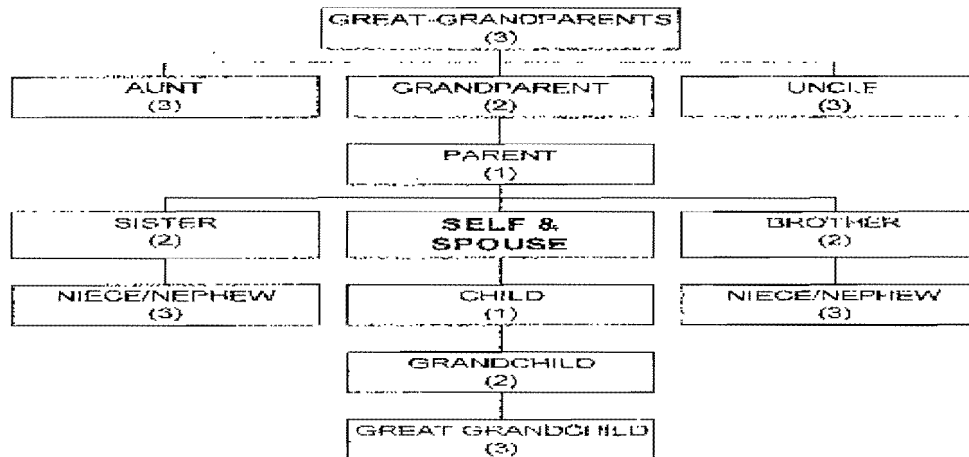 GREAT-GRANDPARENTS
(3)
AUNT
(3)
GRANDPARENT
(2)
UNCLE
(3)
PARENT
(1)
SISTER
(2)
SELF &
SPOUSE
BROTHER
(2)
NIECE/NEPHEW
(3)
CHILD
(1)
NIECE/NEPHEW
(3)
GRANDCHILD
(2)
GREAT GRANDCHILD
(3)